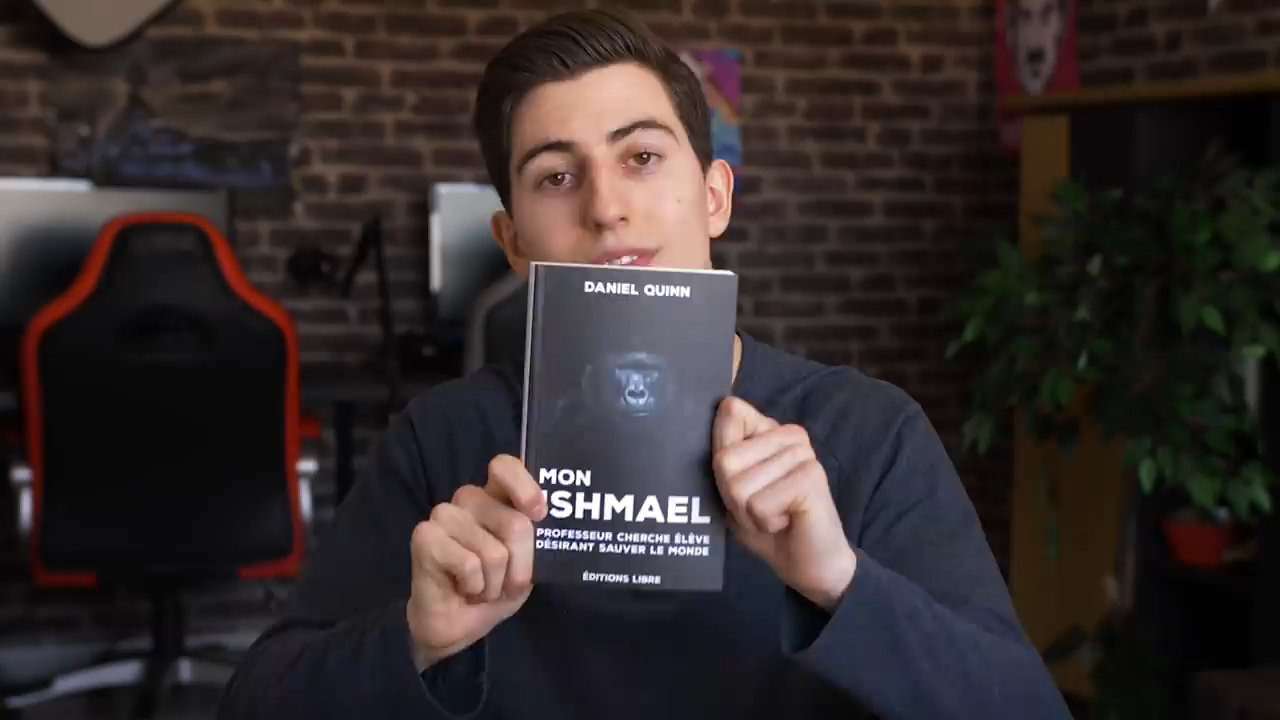 DANIEL QUINN
MON
ISHMAEL
PROFESSEUR CHERCHE ÉLÈVE
DÉSIRANT SAUVER LE MONDE
ÉDITIONS LIBRE